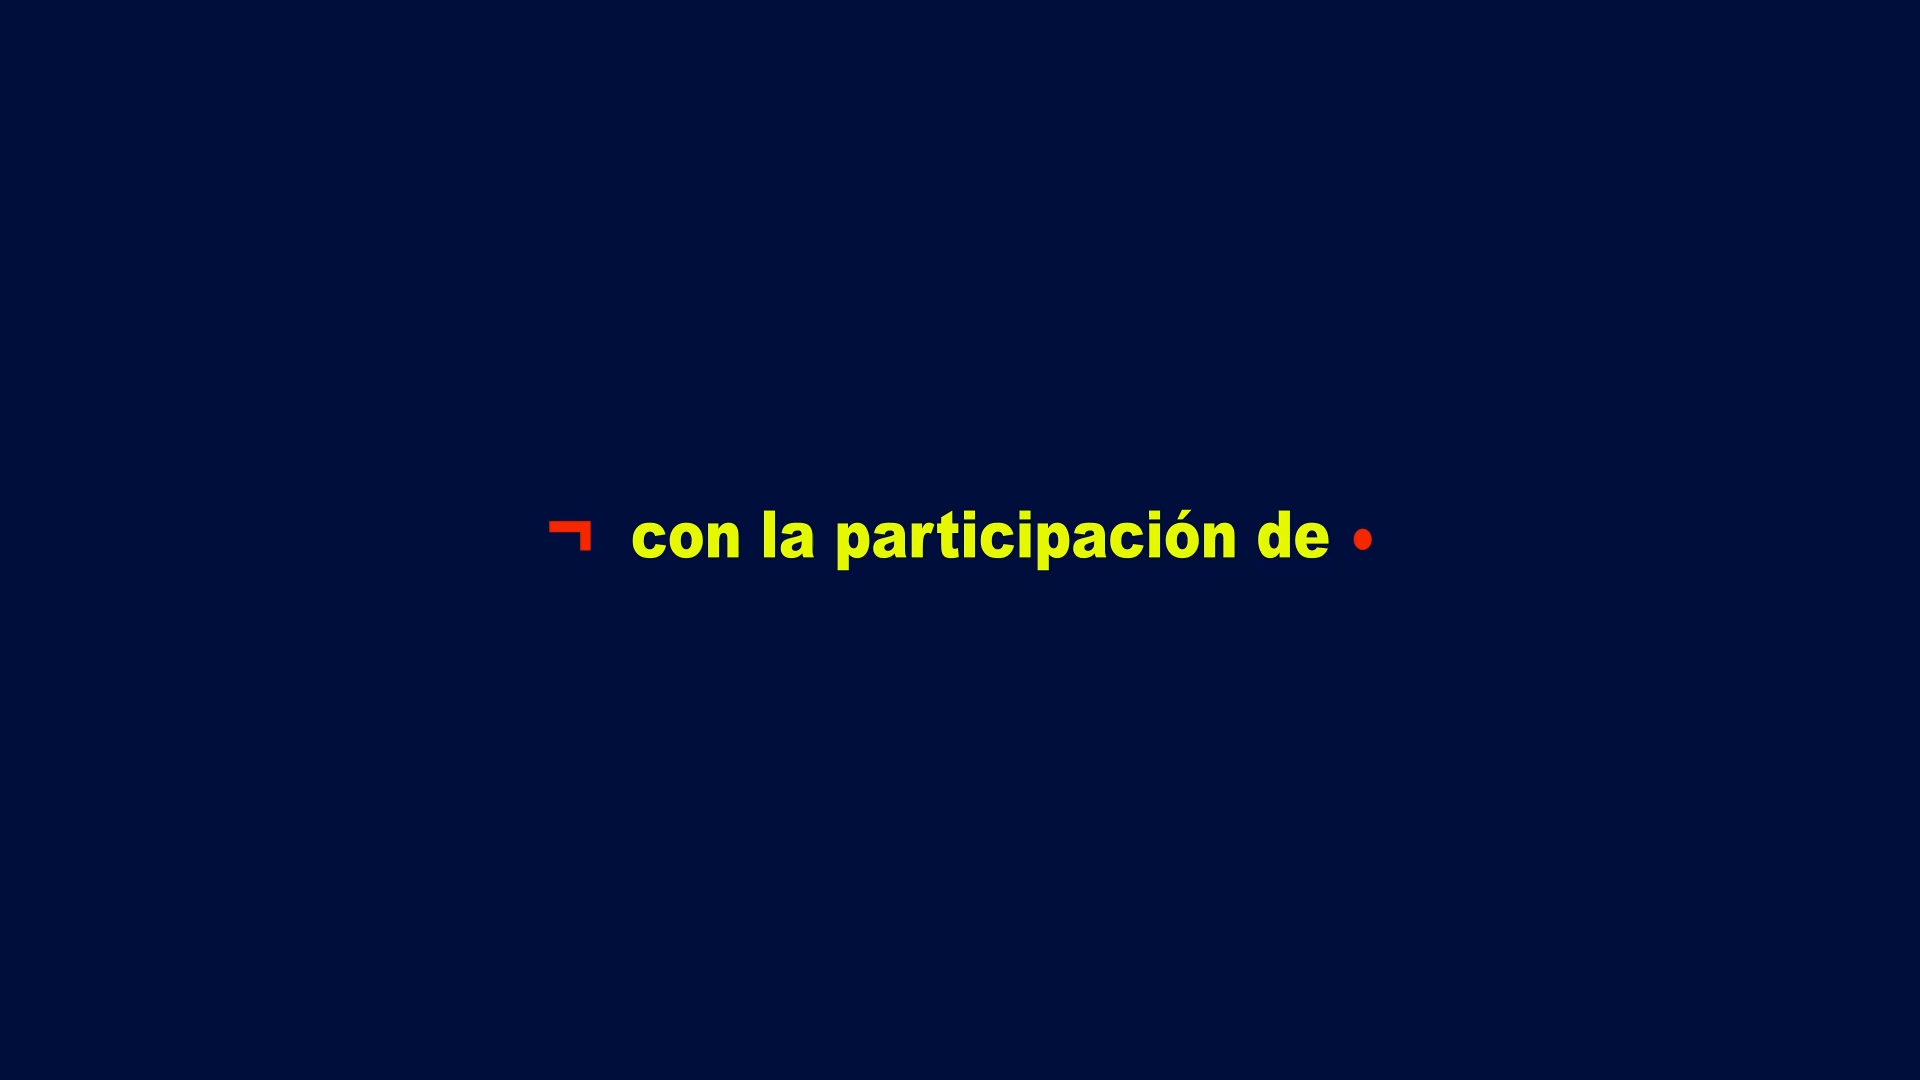 ¬ con la participación de •